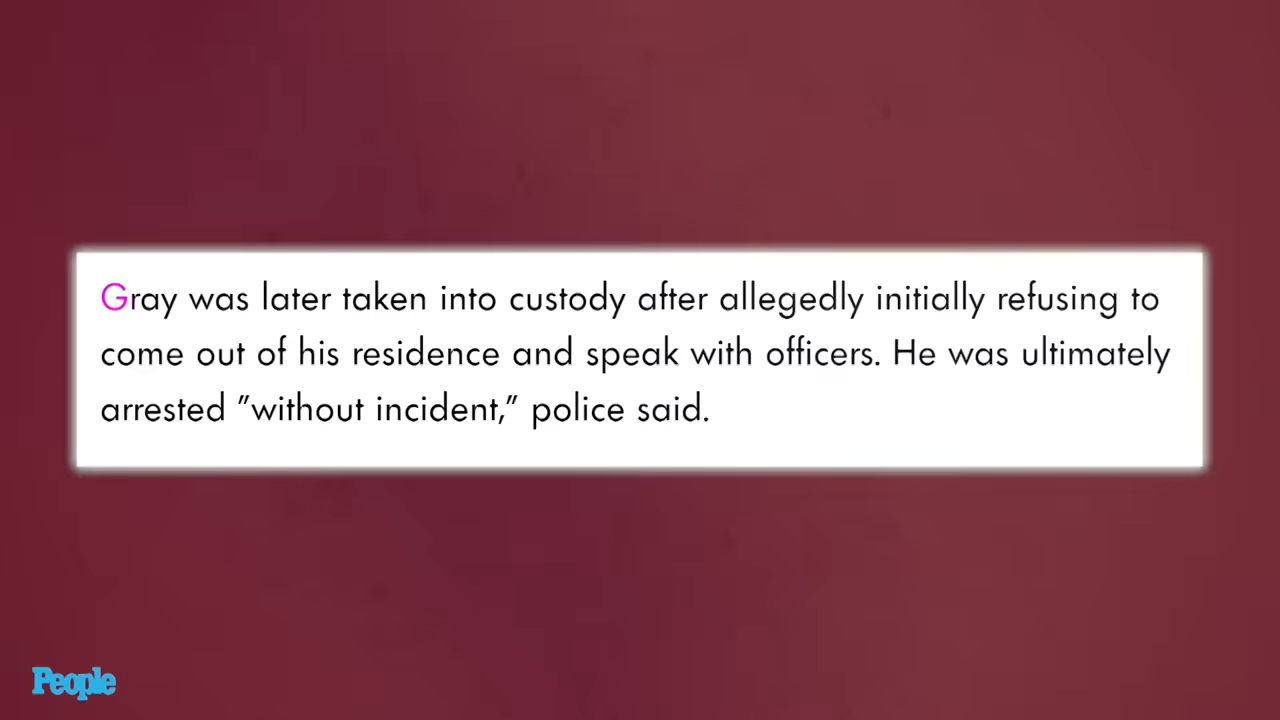 Gray was later taken into custody after allegedly initially refusing to
come out of his residence and speak with officers. He was ultimately
arrested ”without incident,” police said.
People